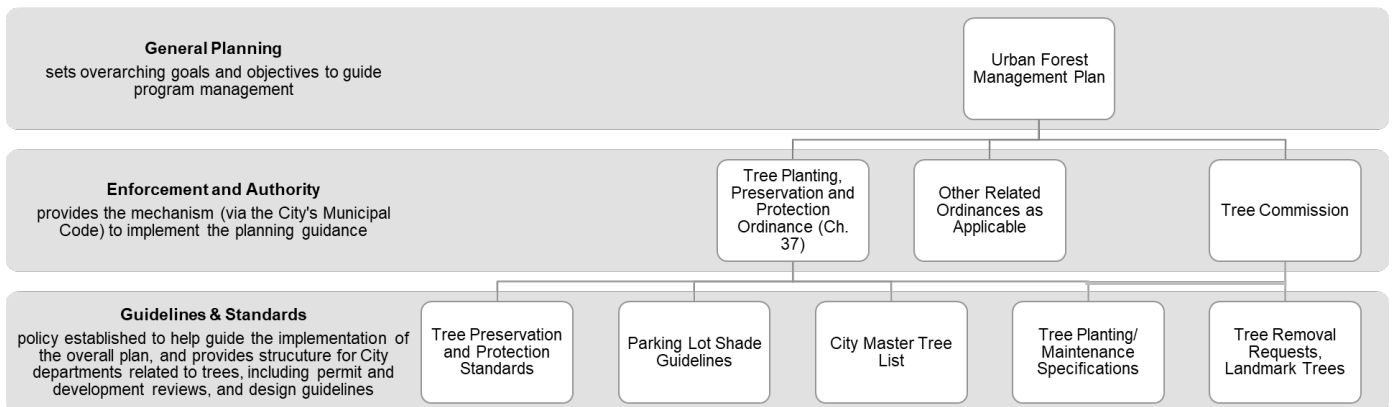 General Planning
sets overarching goals and objectives to guide
program management
Urban Forest
Management Plan
Enforcement and Authority
provides the mechanism (via the City's Municipal
Code) to implement the planning guidance
Tree Planting,
Preservation and
Protection
Ordinance (Ch.
37)
Other Related
Ordinances as
Applicable
Tree Commission
Guidelines & Standards
policy established to help guide the implementation of
the overall plan, and provides strucuture for City
departments related to trees, including permit and
development reviews, and design guidelines
Tree Preservation
and Protection
Standards
Parking Lot Shade
Guidelines
City Master Tree
List
Tree Planting/
Maintenance
Specifications
Tree Removal
Requests,
Landmark Trees